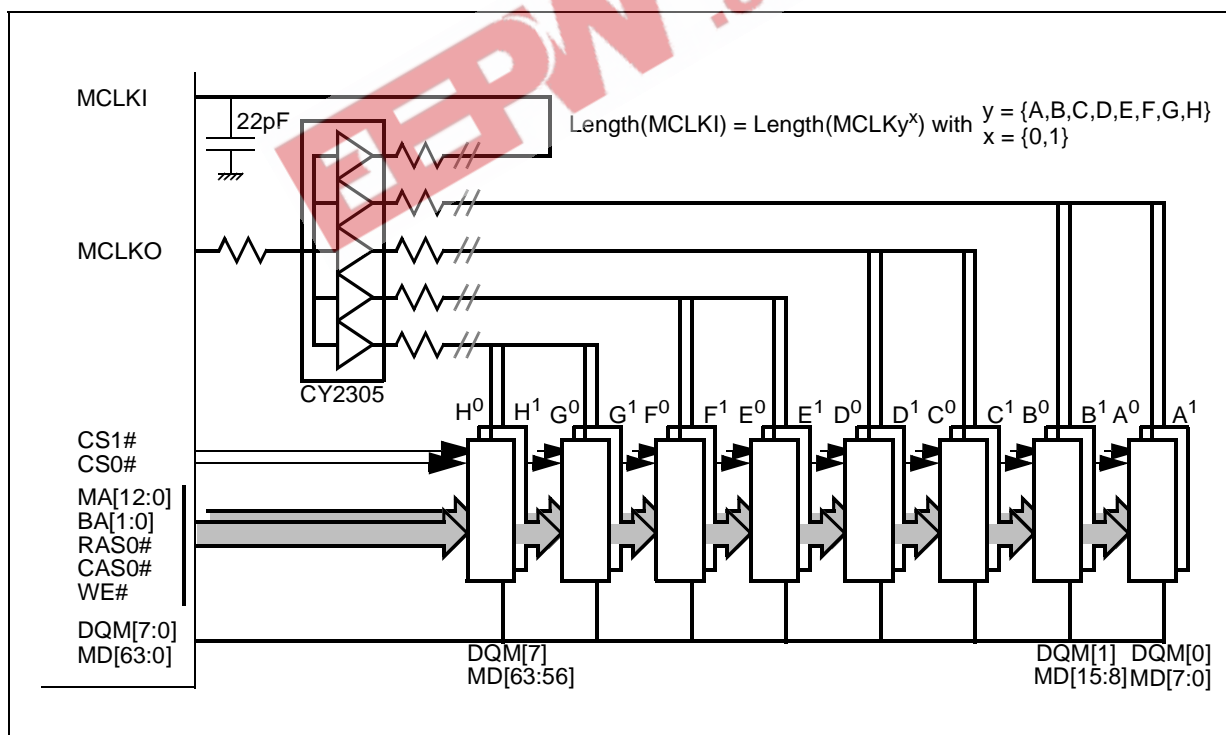 EEPW.c
MCLKI
22pF
Length(MCLKI) = Length(MCLKy^x) with y = {A,B,C,D,E,F,G,H}
x = {0,1}
MCLKO
CY2305
H^0 H^1 G^0 G^1 F^0 F^1 E^0 E^1 D^0 D^1 C^0 C^1 B^0 B^1 A^0 A^1
CS1#
CS0#
MA[12:0]
BA[1:0]
RAS0#
CAS0#
WE#
DQM[7:0]
MD[63:0]
DQM[7]
MD[63:56]
DQM[1]
MD[15:8]
DQM[0]
MD[7:0]